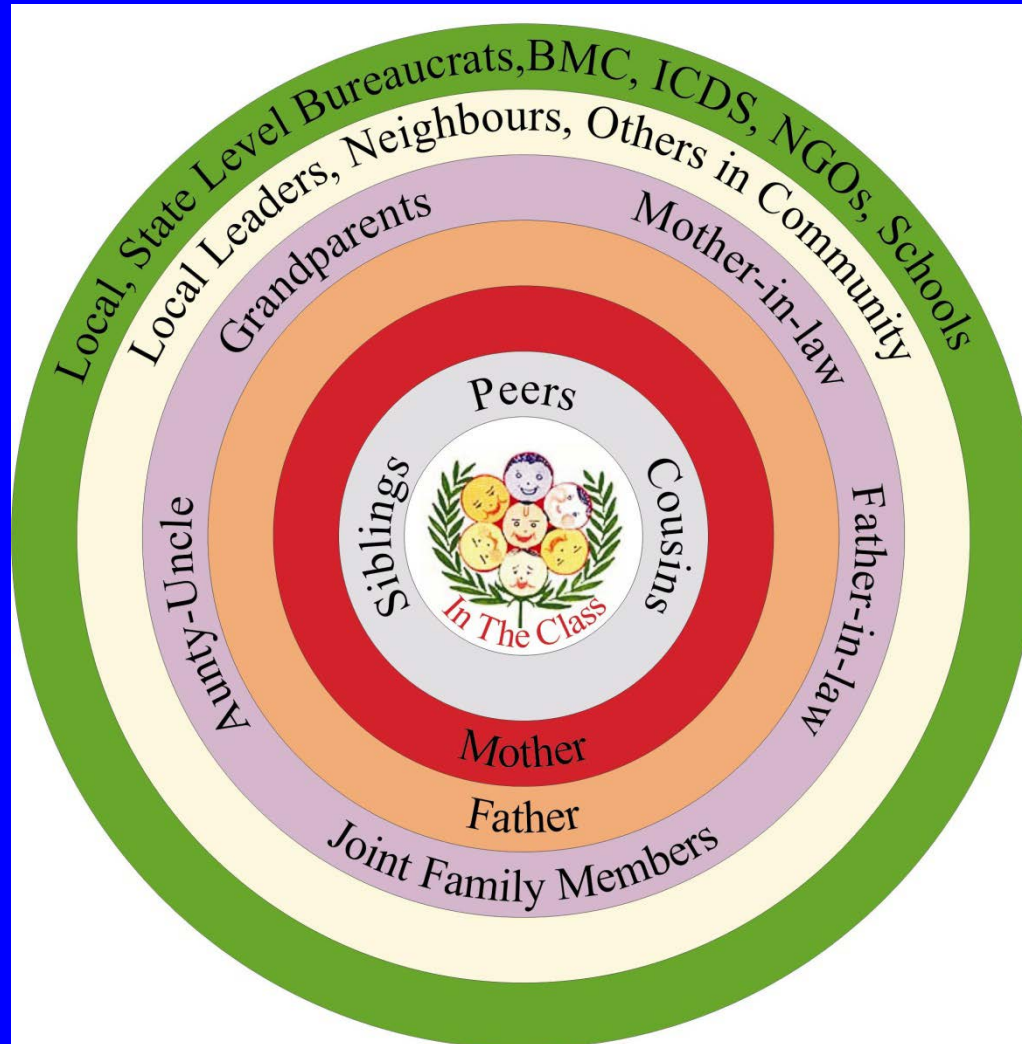 Local, State Level Bureaucrats,BMC, ICDS, NGOs, Schools
Local Leaders, Neighbours, Others in Community
Grandparents
Mother-in-law
Aunty-Uncle
Father-in-law
Joint Family Members
Father
Mother
Peers
Siblings
Cousins
In The Class